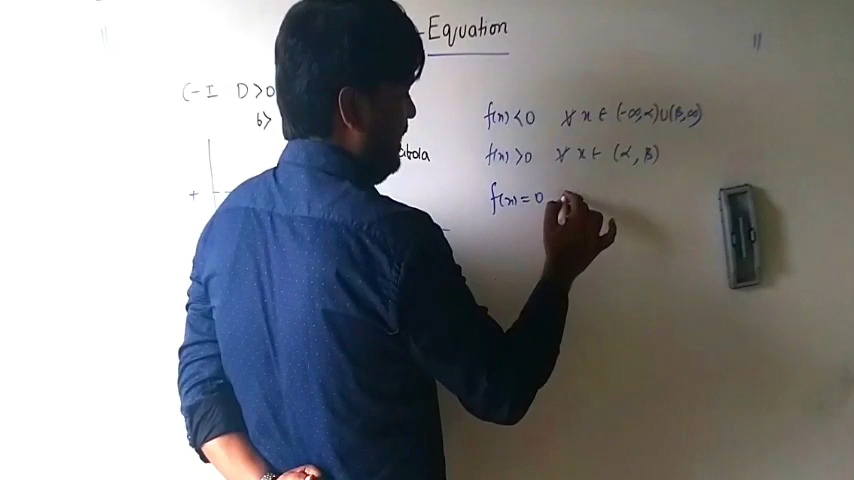 -Equation
C-I D>0
b>
f(x) < 0 ∀ x ∈ (-∞,α)∪(β,∞)
f(x) > 0 ∀ x ∈ (α, β)
+
f(x) = 0